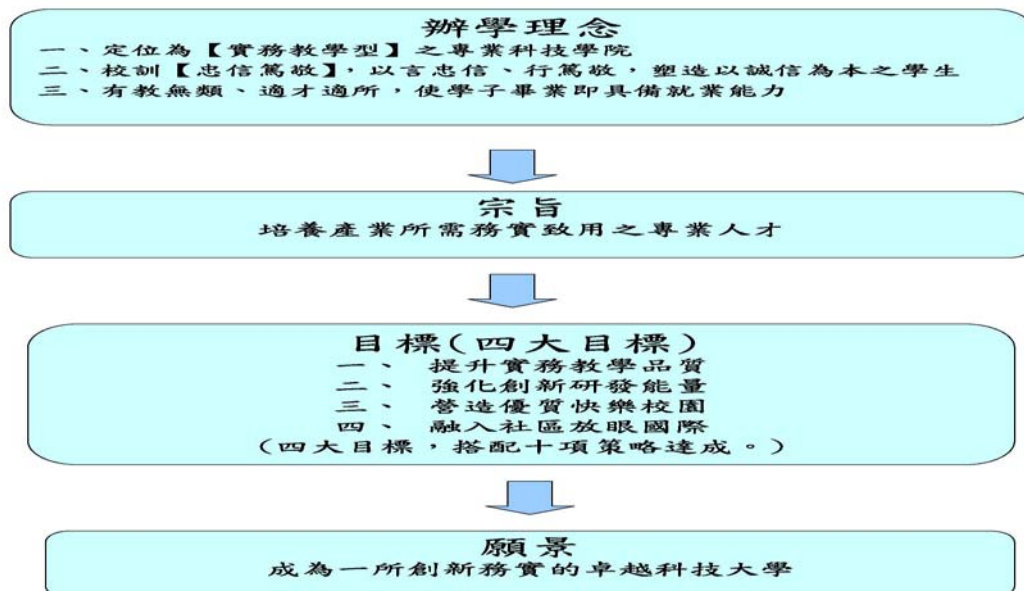 辦學理念
一、定位為【實務教學型】之專業科技學院
二、校訓【忠信篤敬】，以言忠信、行篤敬，塑造以誠信為本之學生
三、有教無類、適才適所，使學子畢業即具備就業能力
宗旨
培養產業所需務實致用之專業人才
目標(四大目標)
一、 提升實務教學品質
二、 強化創新研發能量
三、 營造優質快樂校園
四、 融入社區放眼國際
(四大目標，搭配十項策略達成。)
願景
成為一所創新務實的卓越科技大學